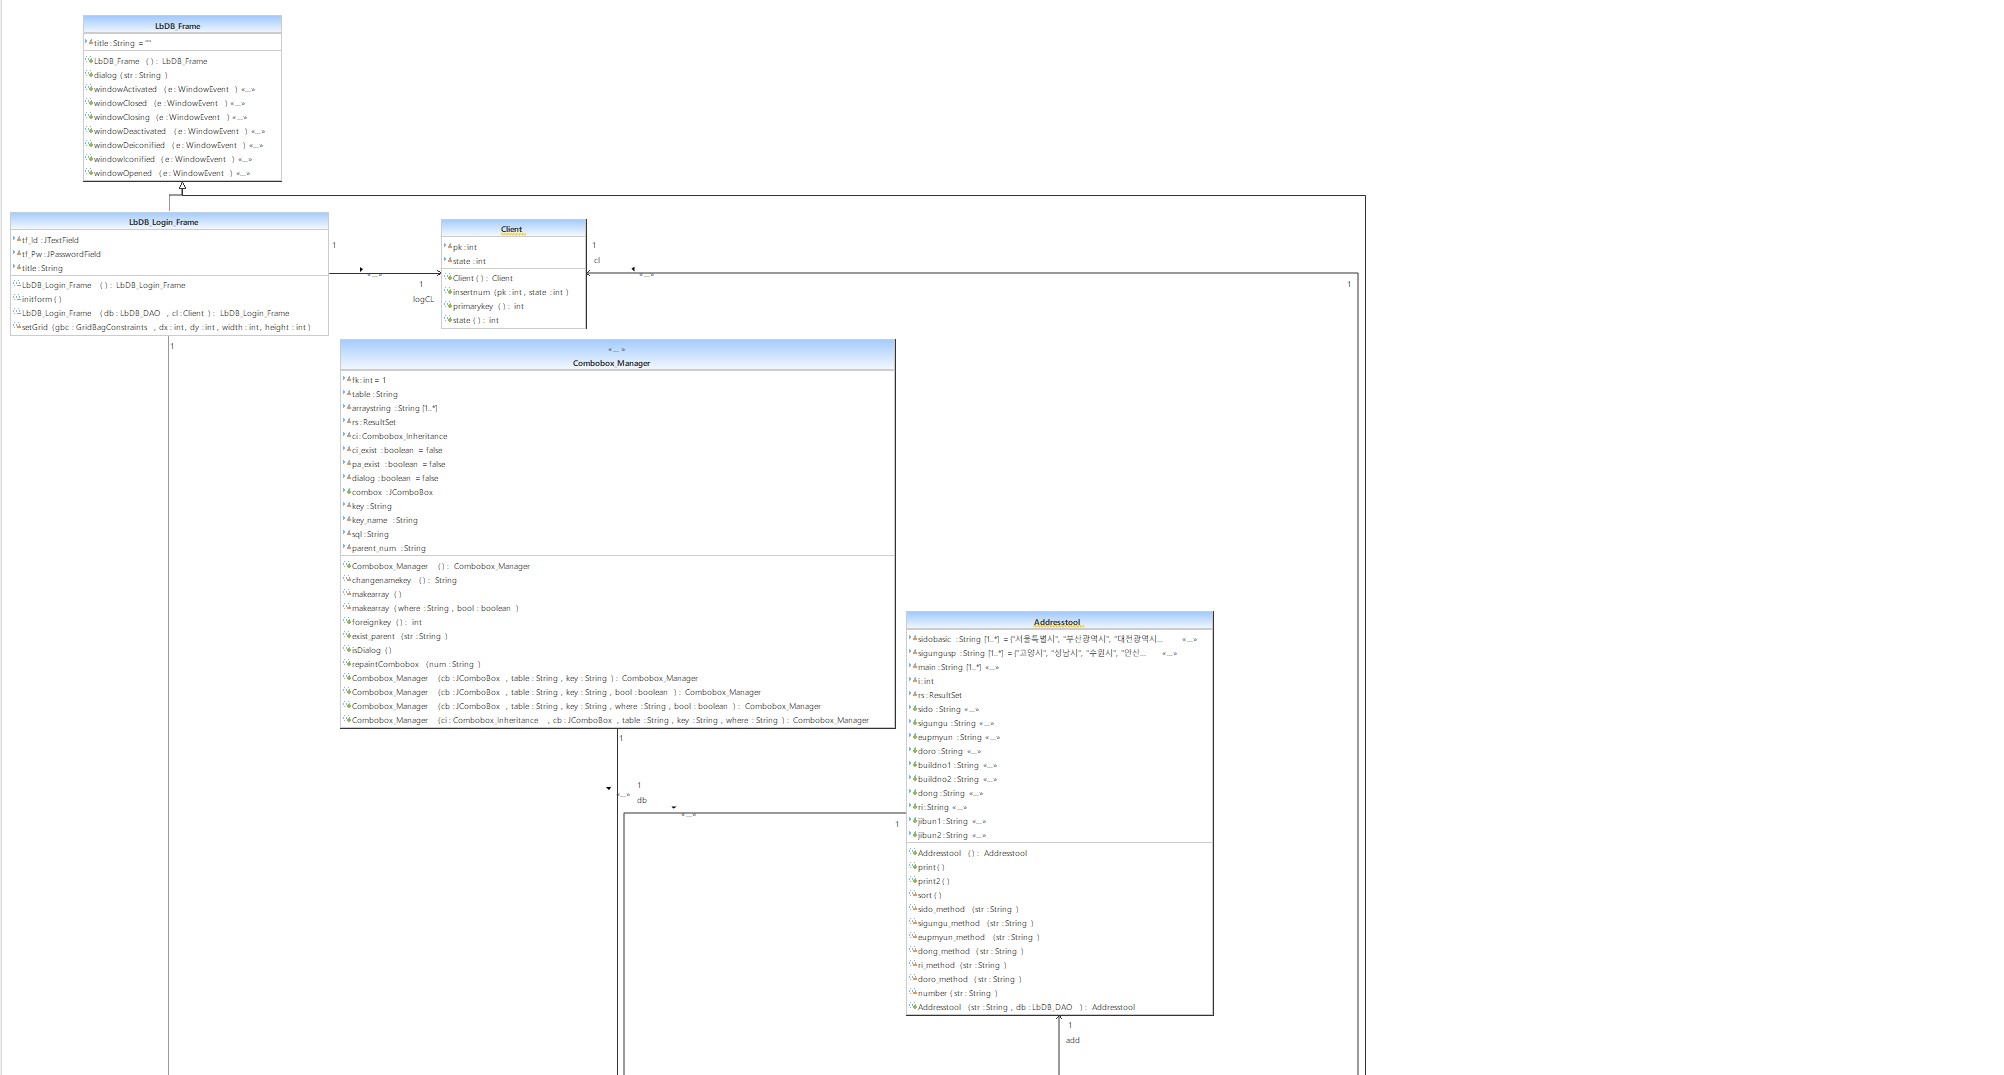 LbDB_Frame
title : String = ""
LbDB_Frame ( ) : LbDB_Frame
dialog (str : String )
windowActivated (e : WindowEvent ) «...»
windowClosed (e : WindowEvent ) «...»
windowClosing (e : WindowEvent ) «...»
windowDeactivated (e : WindowEvent ) «...»
windowDeiconified (e : WindowEvent ) «...»
windowIconified (e : WindowEvent ) «...»
windowOpened (e : WindowEvent ) «...»
LbDB_Login_Frame
tf_Id : JTextField
tf_Pw : JPasswordField
title : String
LbDB_Login_Frame ( ) : LbDB_Login_Frame
initform ( )
LbDB_Login_Frame (db : LbDB_DAO , cl : Client ) : LbDB_Login_Frame
setGrid (gbc : GridBagConstraints , dx : int , dy : int , width : int , height : int )
1
1
«...»
1
logCL
Client
pk : int
state : int
Client ( ) : Client
insertnum (pk : int , state : int )
primarykey ( ) : int
state ( ) : int
1
cl
«...»
1
«... »
Combobox_Manager
fk : int = 1
table : String
arraystring : String [1..*]
rs : ResultSet
ci : Combobox_Inheritance
ci_exist : boolean = false
pa_exist : boolean = false
dialog : boolean = false
combox : JComboBox
key : String
key_name : String
sql : String
parent_num : String
Combobox_Manager ( ) : Combobox_Manager
changenamekey ( ) : String
makearray ( )
makearray (where : String , bool : boolean )
foreignkey ( ) : int
exist_parent (str : String )
isDialog ( )
repaintCombobox (num : String )
Combobox_Manager (cb : JComboBox , table : String , key : String ) : Combobox_Manager
Combobox_Manager (cb : JComboBox , table : String , key : String , bool : boolean ) : Combobox_Manager
Combobox_Manager (cb : JComboBox , table : String , key : String , where : String , bool : boolean ) : Combobox_Manager
Combobox_Manager (ci : Combobox_Inheritance , cb : JComboBox , table : String , key : String , where : String ) : Combobox_Manager
1
1
«...»
db
«...»
1
Addresstool
sidobasic : String [1..*] = {"서울특별시", "부산광역시", "대전광역시... «...»
sigungusp : String [1..*] = {"고양시", "성남시", "수원시", "안산... «...»
main : String [1..*] «...»
i : int
rs : ResultSet
sido : String «...»
sigungu : String «...»
eupmyun : String «...»
doro : String «...»
buildno1 : String «...»
buildno2 : String «...»
dong : String «...»
ri : String «...»
jibun1 : String «...»
jibun2 : String «...»
Addresstool ( ) : Addresstool
print ( )
print2 ( )
sort ( )
sido_method (str : String )
sigungu_method (str : String )
eupmyun_method (str : String )
dong_method (str : String )
ri_method (str : String )
doro_method (str : String )
number (str : String )
Addresstool (str : String , db : LbDB_DAO ) : Addresstool
1
add